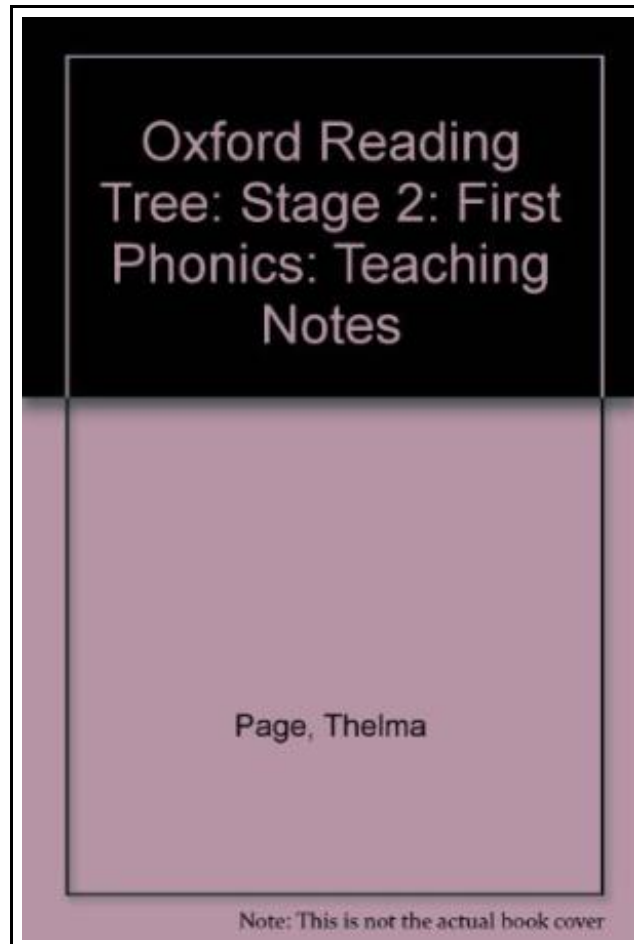 Oxford Reading
Tree: Stage 2: First
Phonics: Teaching
Notes
Page, Thelma
Note: This is not the actual book cover